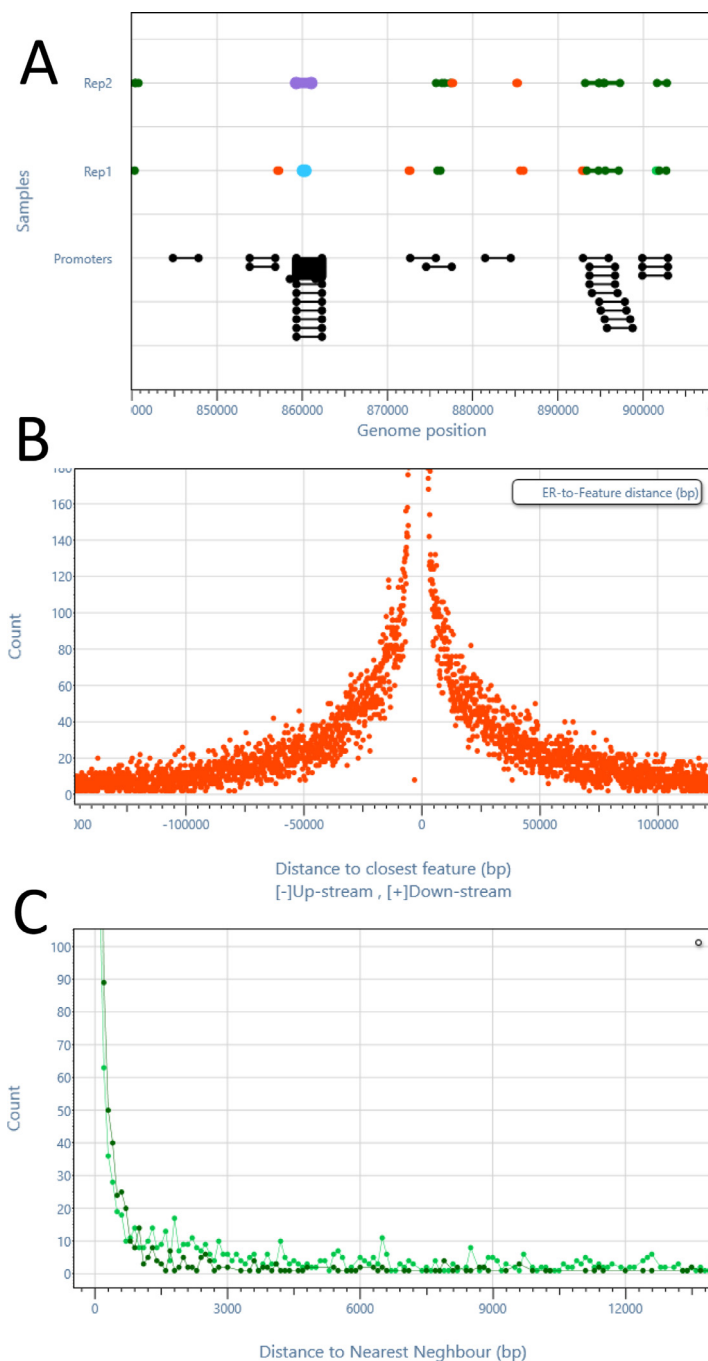 A
Rep2
Rep1
Promoters
Samples
0000 850000 860000 870000 880000 890000 900000
Genome position
B
180
160
140
120
100
80
60
40
20
0
Count
ER-to-Feature distance (bp)
000 -100000 -50000 0 50000 100000
Distance to closest feature (bp)
[-]Up-stream , [+]Down-stream
C
100
90
80
70
60
50
40
30
20
10
0
Count
0 3000 6000 9000 12000
Distance to Nearest Neghbour (bp)